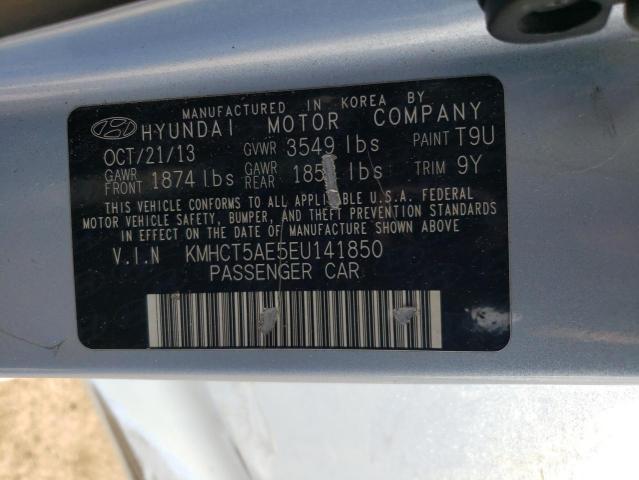 MANUFACTURED IN KOREA BY
HYUNDAI MOTOR COMPANY
OCT/21/13 GVWR 3549 lbs PAINT T9U
GAWR FRONT 1874 lbs GAWR REAR lbs TRIM 9Y
THIS VEHICLE CONFORMS TO ALL APPLICABLE U.S.A. FEDERAL
MOTOR VEHICLE SAFETY, BUMPER, AND THEFT PREVENTION STANDARDS
IN EFFECT ON THE DATE OF MANUFACTURE SHOWN ABOVE
V.I.N KMHCT5AE5EU141850
PASSENGER CAR